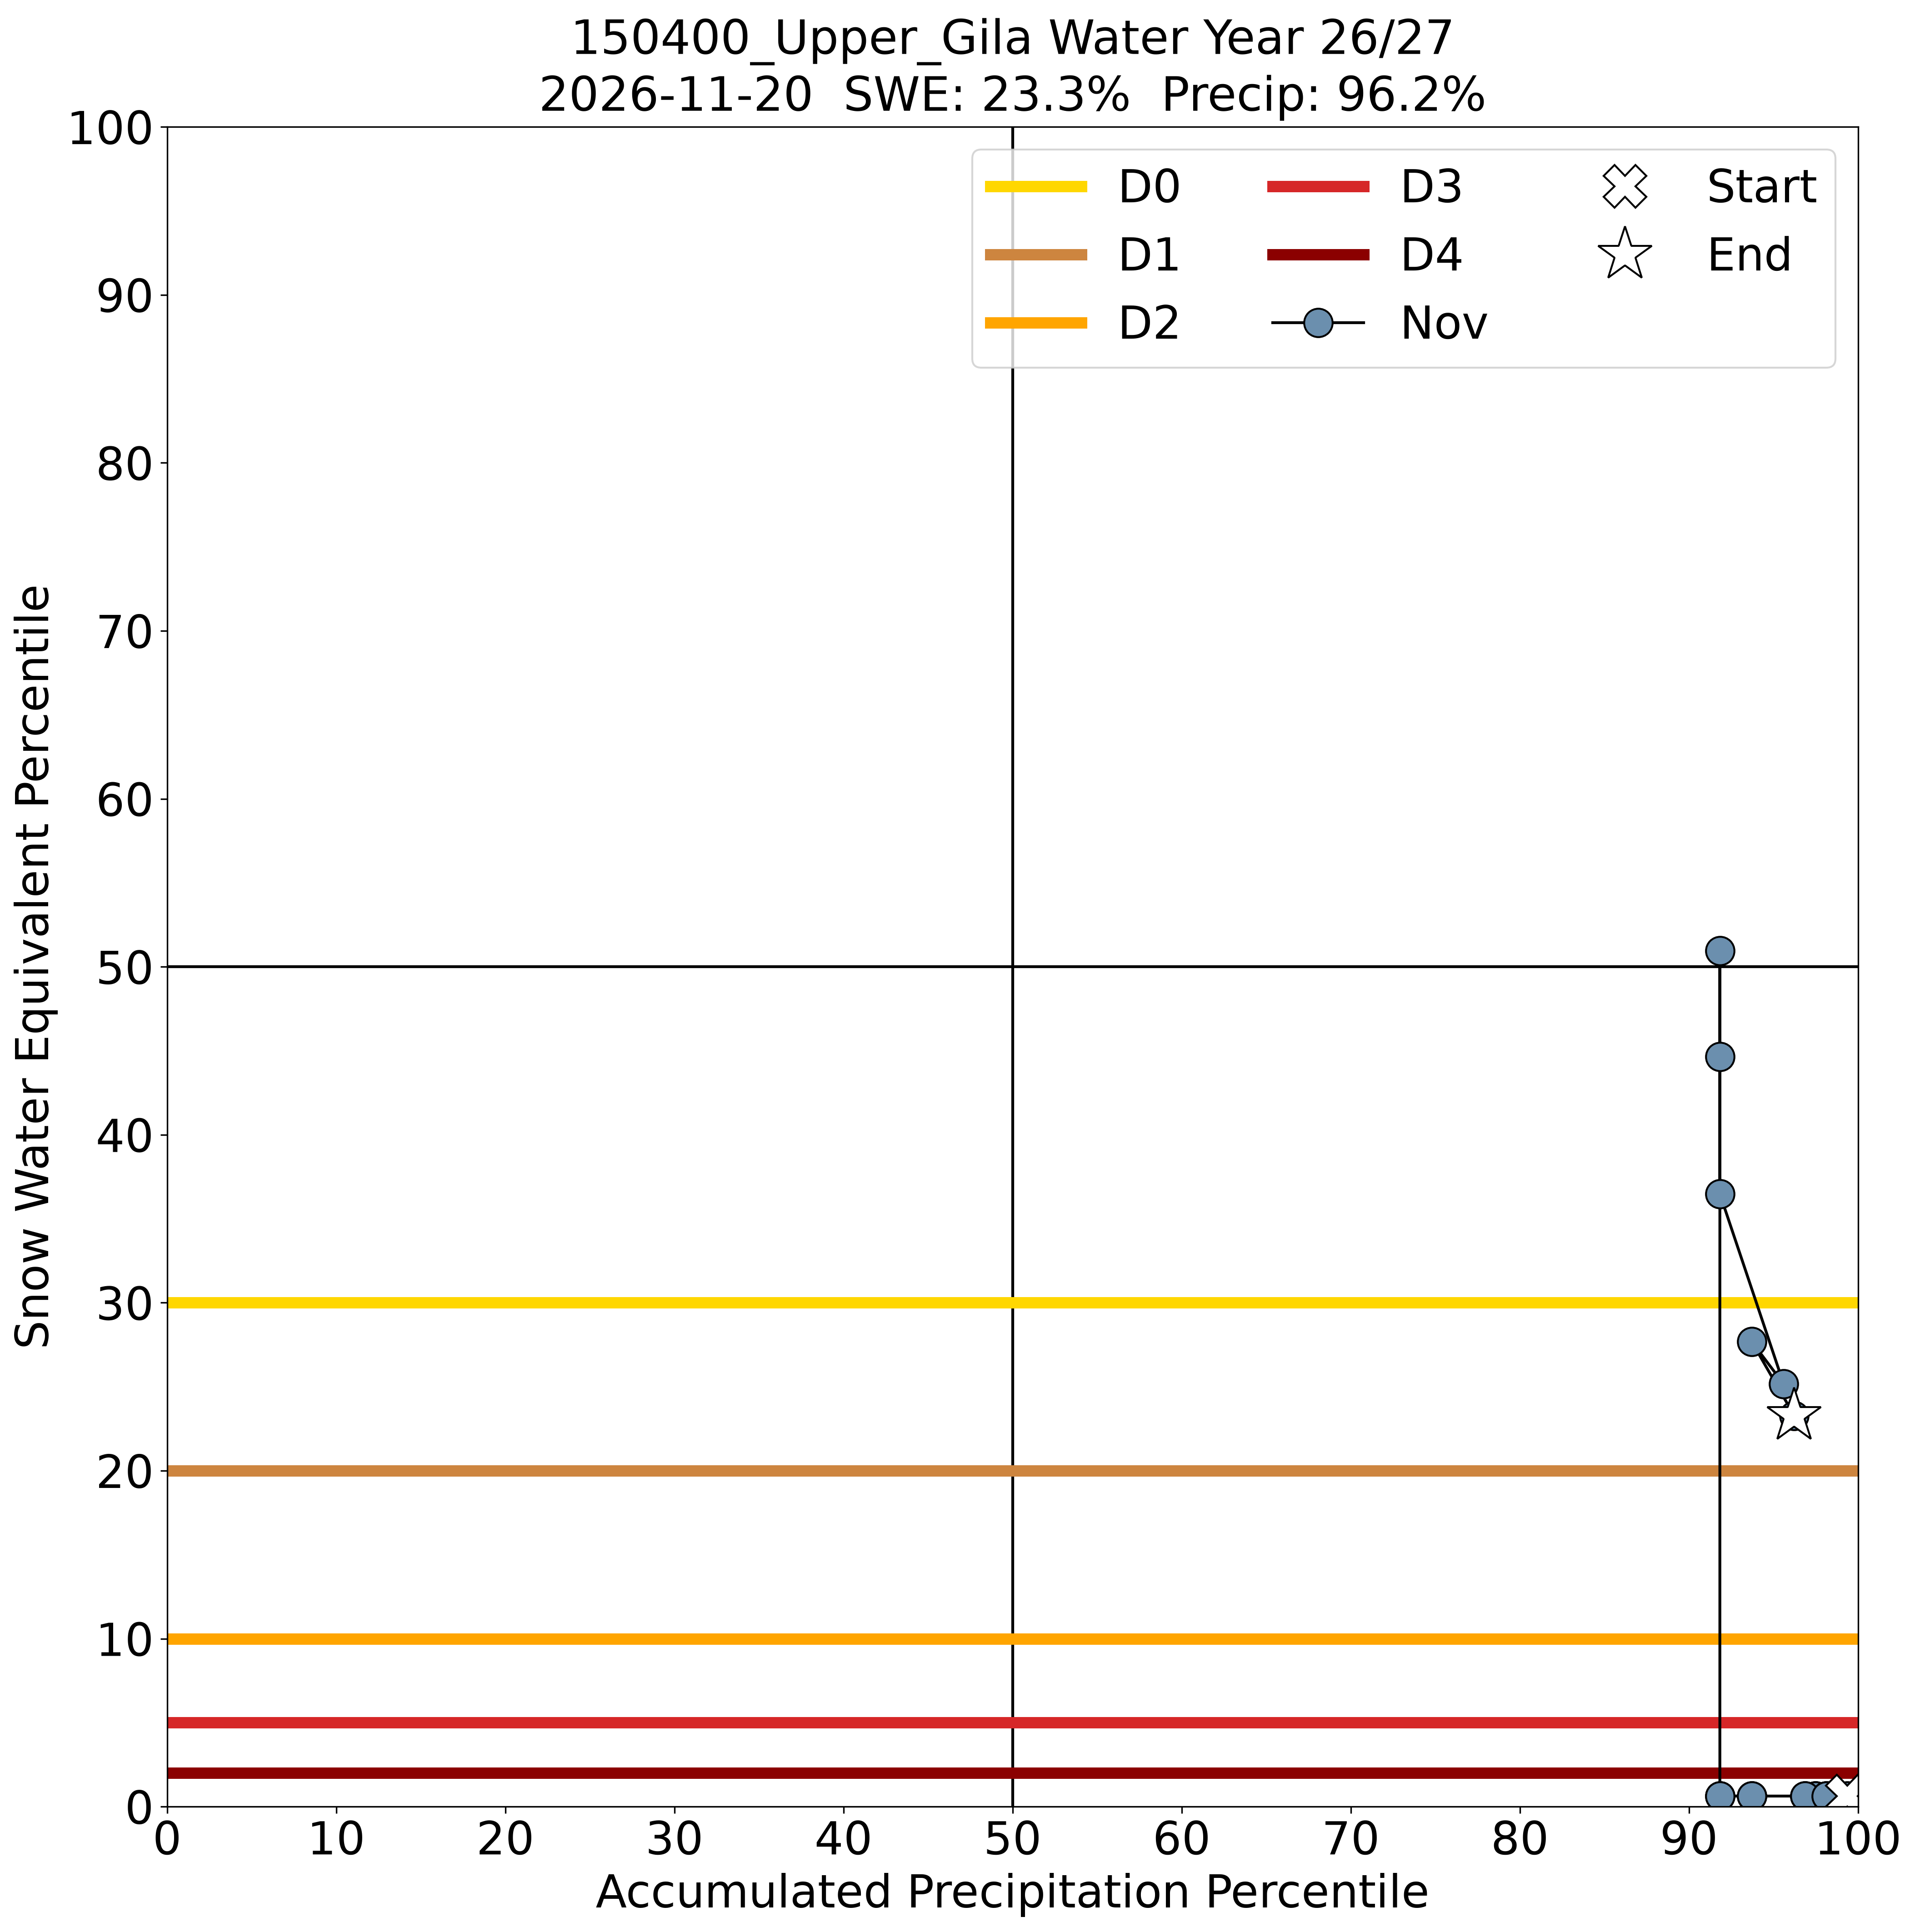 150400_Upper_Gila Water Year 26/27
2026-11-20  SWE: 23.3%  Precip: 96.2%
D0
D1
D2
D3
D4
Nov
Start
End
100
90
80
70
60
50
40
30
20
10
0
Snow Water Equivalent Percentile
0 10 20 30 40 50 60 70 80 90 100
Accumulated Precipitation Percentile